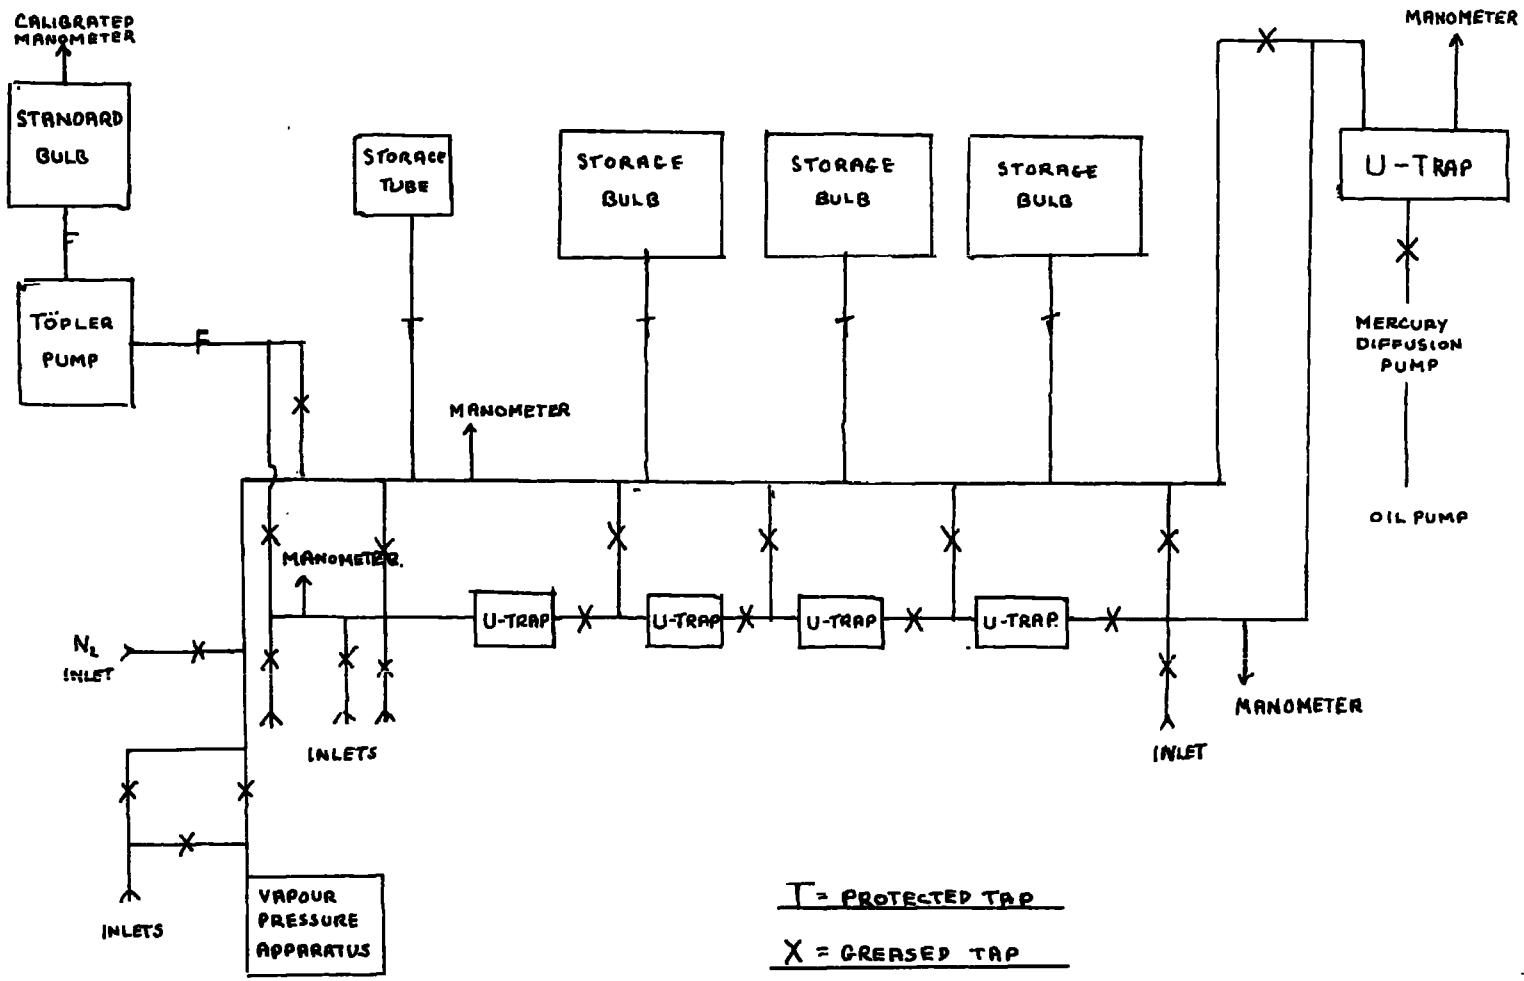 CALIBRATED
MANOMETER
MANOMETER
STANDARD
BULB
STORAGE
TUBE
STORAGE
BULB
STORAGE
BULB
STORAGE
BULB
U-TRAP
F
TÖPLER
PUMP
F
MERCURY
DIFFUSION
PUMP
MANOMETER
OIL PUMP
MANOMETER.
U-TRAP
U-TRAP
U-TRAP
U-TRAP.
N2
INLET
MANOMETER
INLETS
INLET
VAPOUR
PRESSURE
APPARATUS
INLETS
T = PROTECTED TAP
X = GREASED TAP